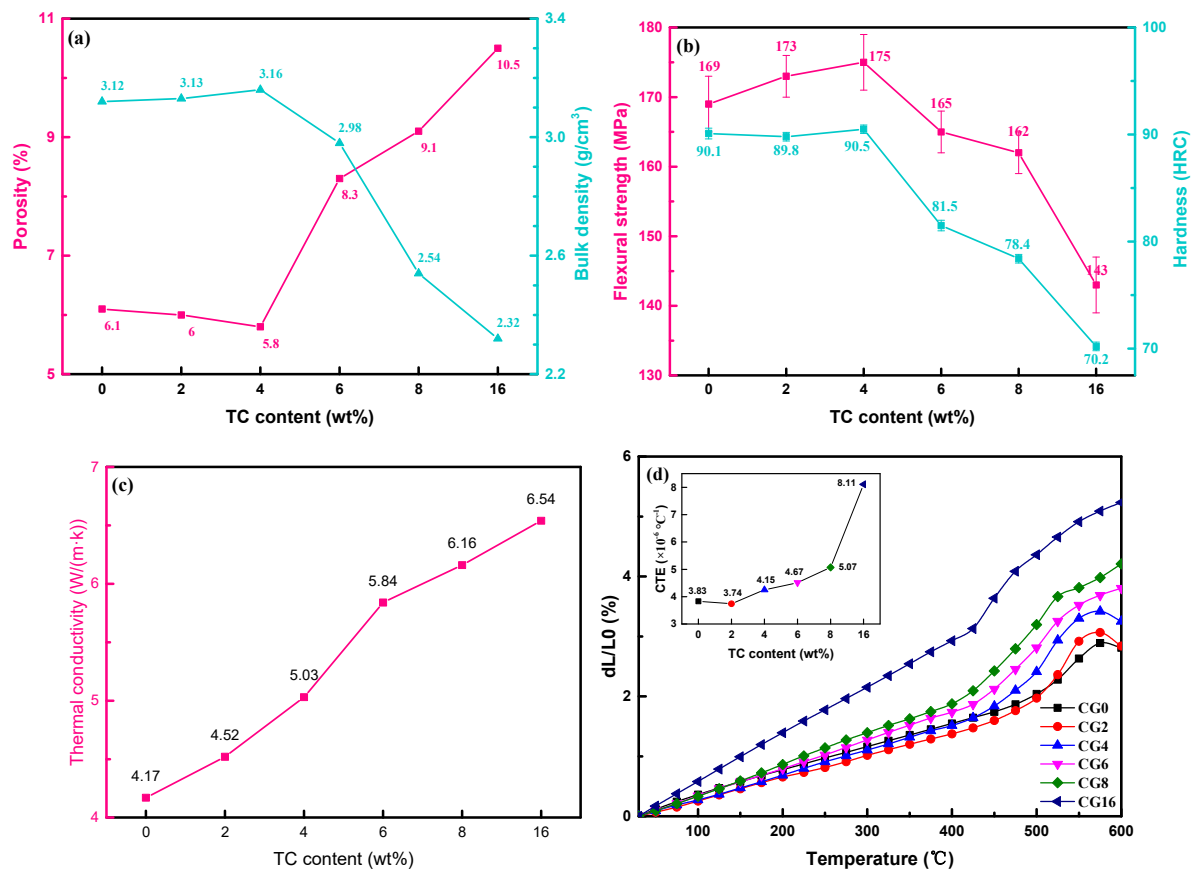 (a)
11
9
7
5
Porosity (%)
3.4
3.0
2.6
2.2
Bulk density (g/cm³)
3.12
3.13
3.16
2.98
2.54
2.32
6.1
6
5.8
8.3
9.1
10.5
0 2 4 6 8 16
TC content (wt%)
(b)
180
170
160
150
140
130
Flexural strength (MPa)
100
90
80
70
Hardness (HRC)
169
173
175
165
162
143
90.1
89.8
90.5
81.5
78.4
70.2
0 2 4 6 8 16
TC content (wt%)
(c)
7
6
5
4
Thermal conductivity (W/(m·k))
4.17
4.52
5.03
5.84
6.16
6.54
0 2 4 6 8 16
TC content (wt%)
(d)
6
4
2
0
dL/L0 (%)
8
7
6
5
4
3
CTE (×10⁻⁶ °C⁻¹)
3.83
3.74
4.15
4.67
5.07
8.11
0 2 4 6 8 16
TC content (wt%)
CG0
CG2
CG4
CG6
CG8
CG16
100 200 300 400 500 600
Temperature (℃)